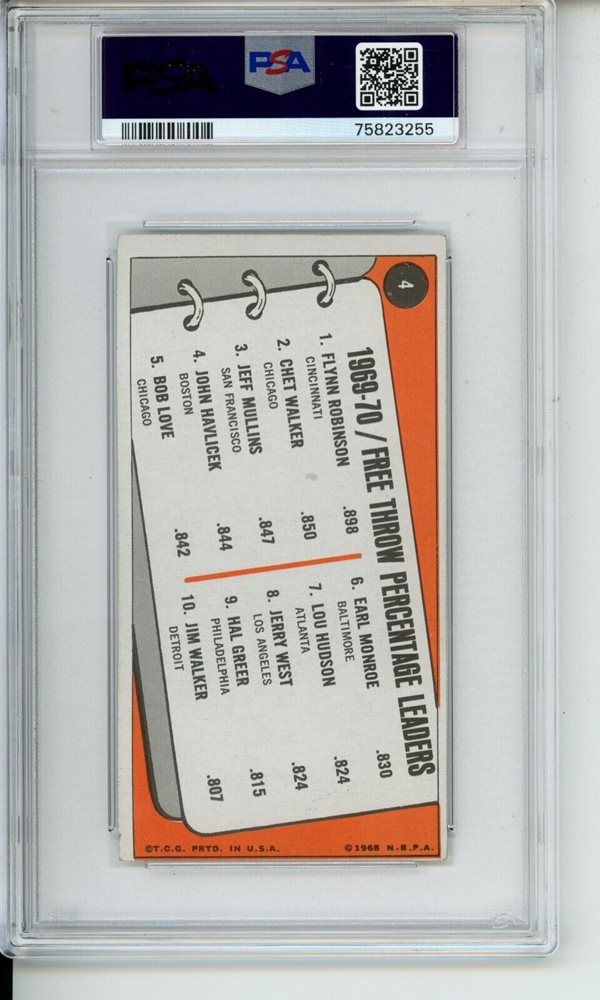 PSA
PSA
75823255
4
1969-70 / FREE THROW PERCENTAGE LEADERS
1. FLYNN ROBINSON .898
CINCINNATI
2. CHET WALKER .850
CHICAGO
3. JEFF MULLINS .847
SAN FRANCISCO
4. JOHN HAVLICEK .844
BOSTON
5. BOB LOVE .842
CHICAGO
6. EARL MONROE .830
BALTIMORE
7. LOU HUDSON .824
ATLANTA
8. JERRY WEST .824
LOS ANGELES
9. HAL GREER .815
PHILADELPHIA
10. JIM WALKER .807
DETROIT
©T.C.G. PRTD. IN U.S.A. ©1968 N.B.P.A.